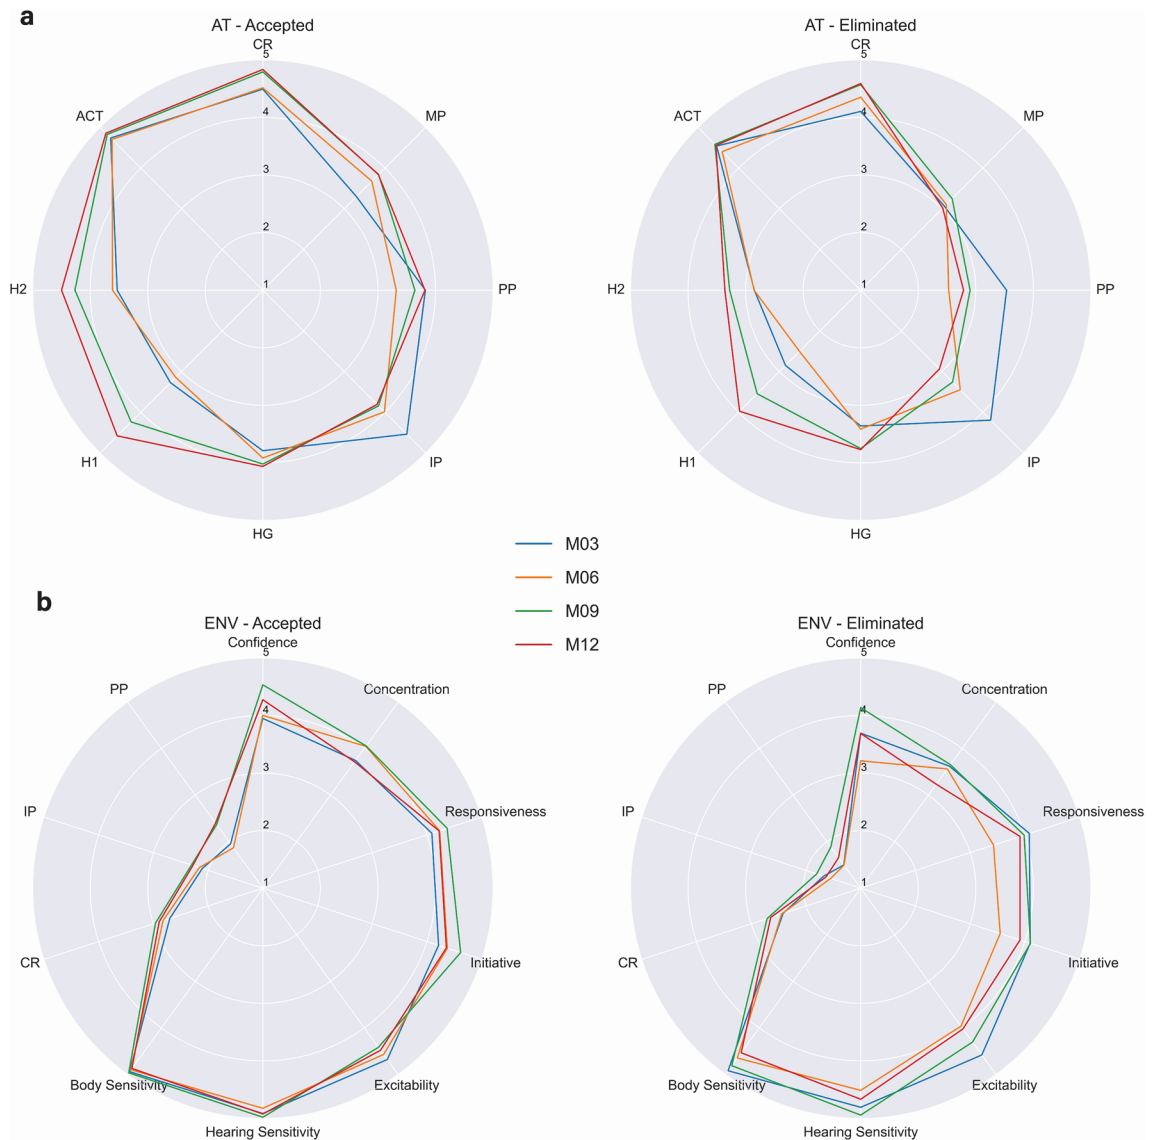 a
AT - Accepted
CR
5
4
3
2
1
ACT
MP
H2
PP
H1
IP
HG
AT - Eliminated
CR
5
4
3
2
1
ACT
MP
H2
PP
H1
IP
HG
M03
M06
M09
M12
b
ENV - Accepted
Confidence
5
4
3
2
1
PP
Concentration
IP
Responsiveness
CR
Initiative
Body Sensitivity
Excitability
Hearing Sensitivity
ENV - Eliminated
Confidence
5
4
3
2
1
PP
Concentration
IP
Responsiveness
CR
Initiative
Body Sensitivity
Excitability
Hearing Sensitivity